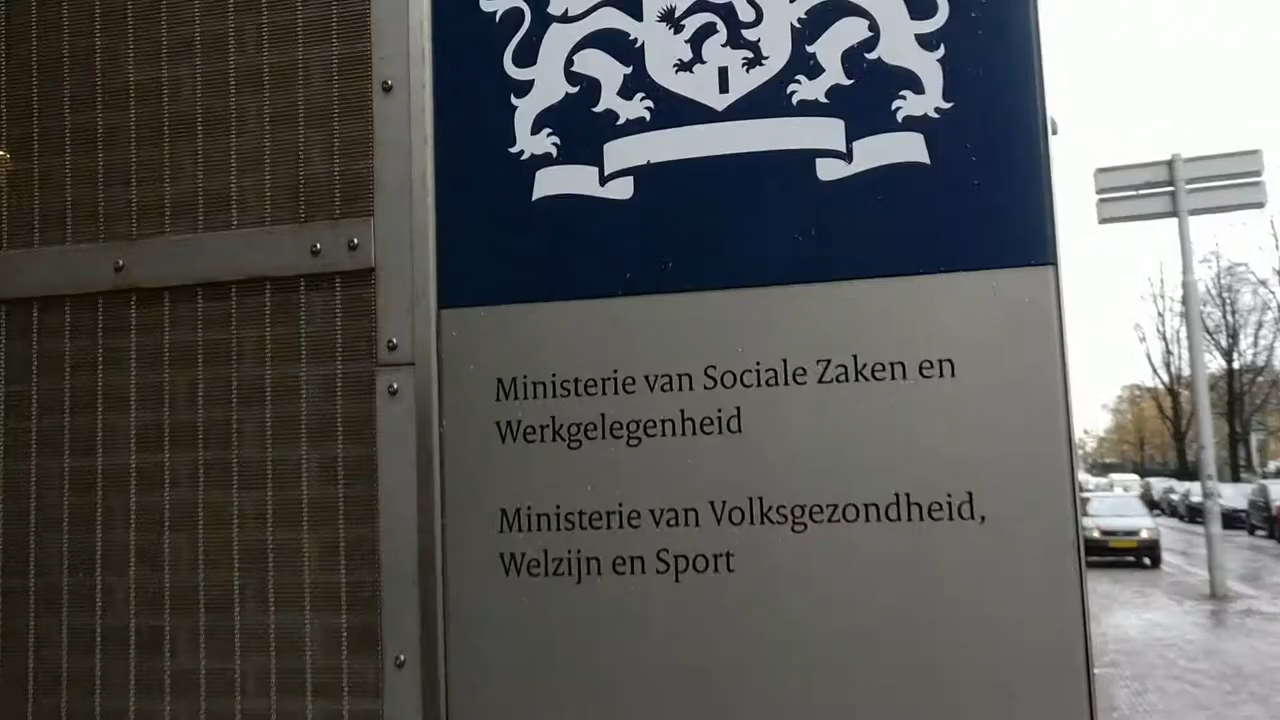 Ministerie van Sociale Zaken en
Werkgelegenheid
Ministerie van Volksgezondheid,
Welzijn en Sport